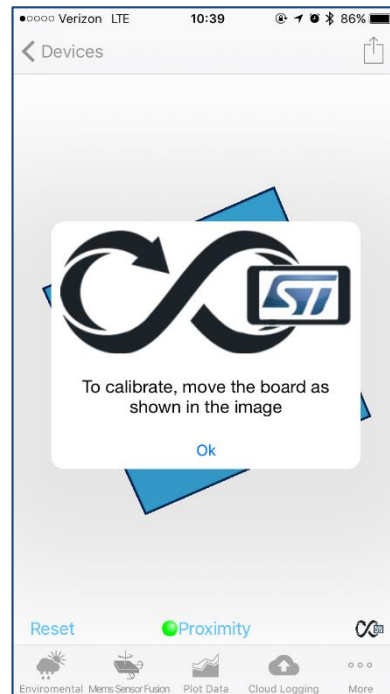 Verizon LTE 10:39 86%
Devices
ST
To calibrate, move the board as
shown in the image
Ok
Reset Proximity
Enviromental Mems Sensor Fusion Plot Data Cloud Logging More